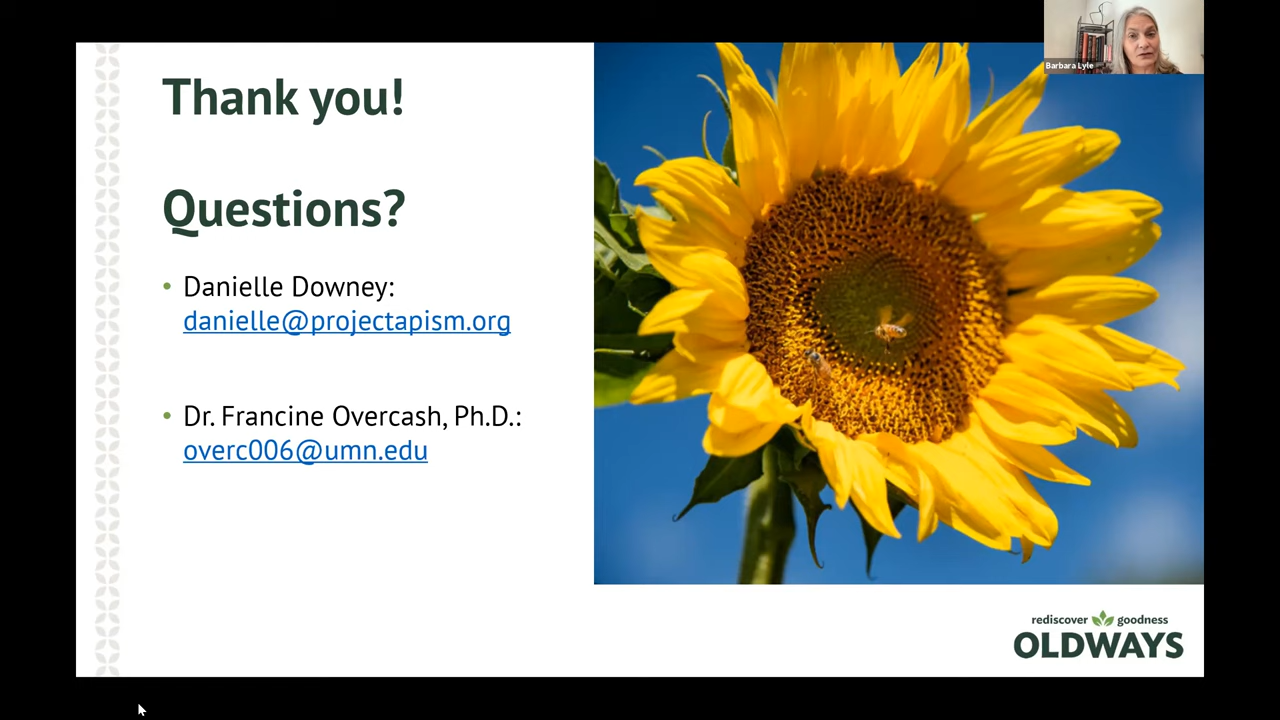 Barbara Lyle
Thank you!
Questions?
• Danielle Downey:
danielle@projectapism.org
• Dr. Francine Overcash, Ph.D.:
overc006@umn.edu
rediscover goodness
OLDWAYS